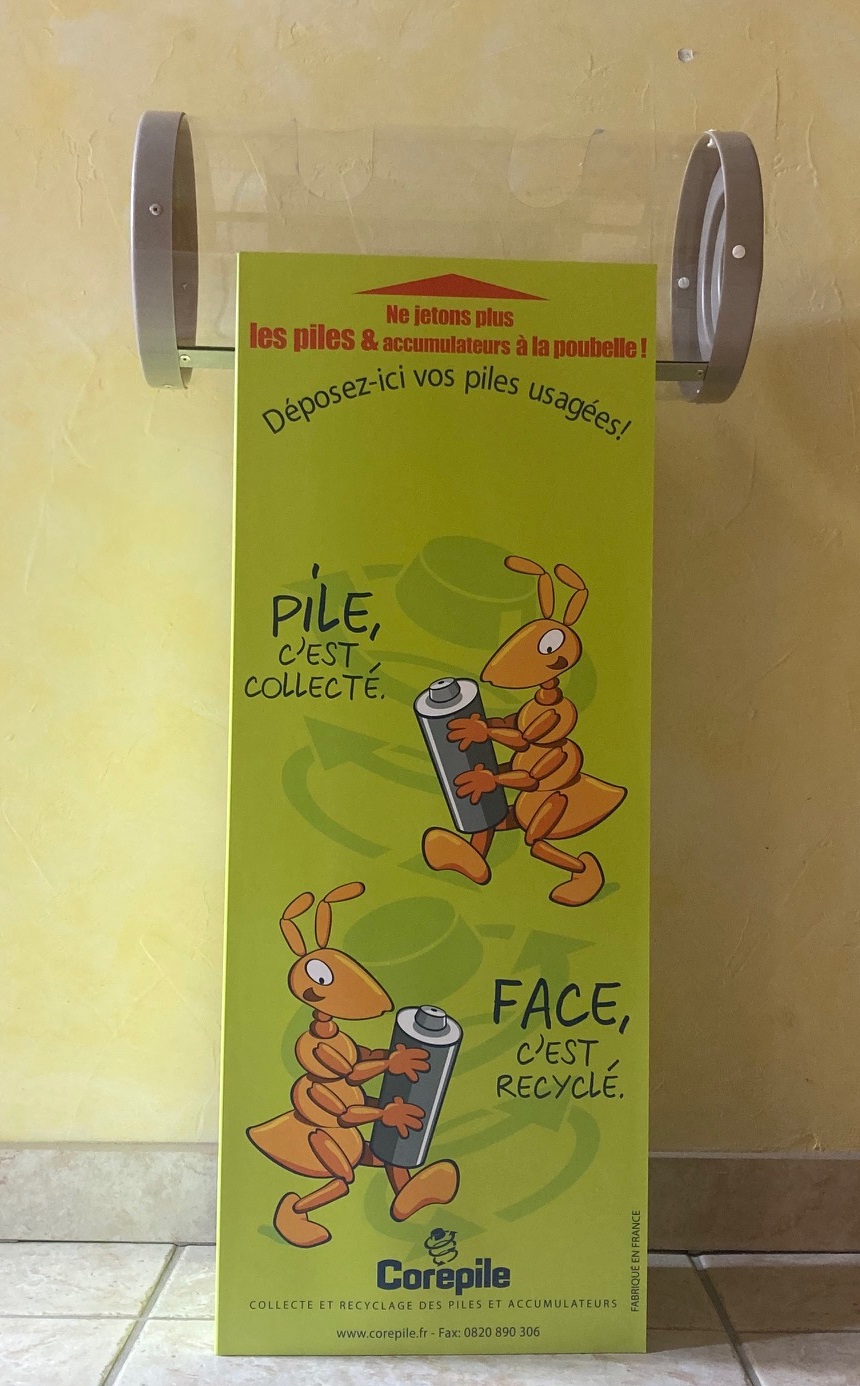 Ne jetons plus
les piles & accumulateurs à la poubelle !
Déposez-ici vos piles usagées!
PILE,
C'EST
COLLECTÉ.
FACE,
C'EST
RECYCLÉ.
Corepile
COLLECTE ET RECYCLAGE DES PILES ET ACCUMULATEURS
www.corepile.fr - Fax: 0820 890 306
FABRIQUÉ EN FRANCE